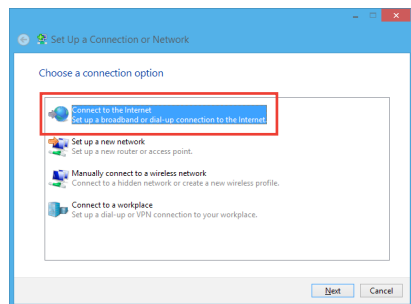 Set Up a Connection or Network
Choose a connection option
Connect to the Internet
Set up a broadband or dial-up connection to the Internet.
Set up a new network
Set up a new router or access point.
Manually connect to a wireless network
Connect to a hidden network or create a new wireless profile.
Connect to a workplace
Set up a dial-up or VPN connection to your workplace.
Next Cancel